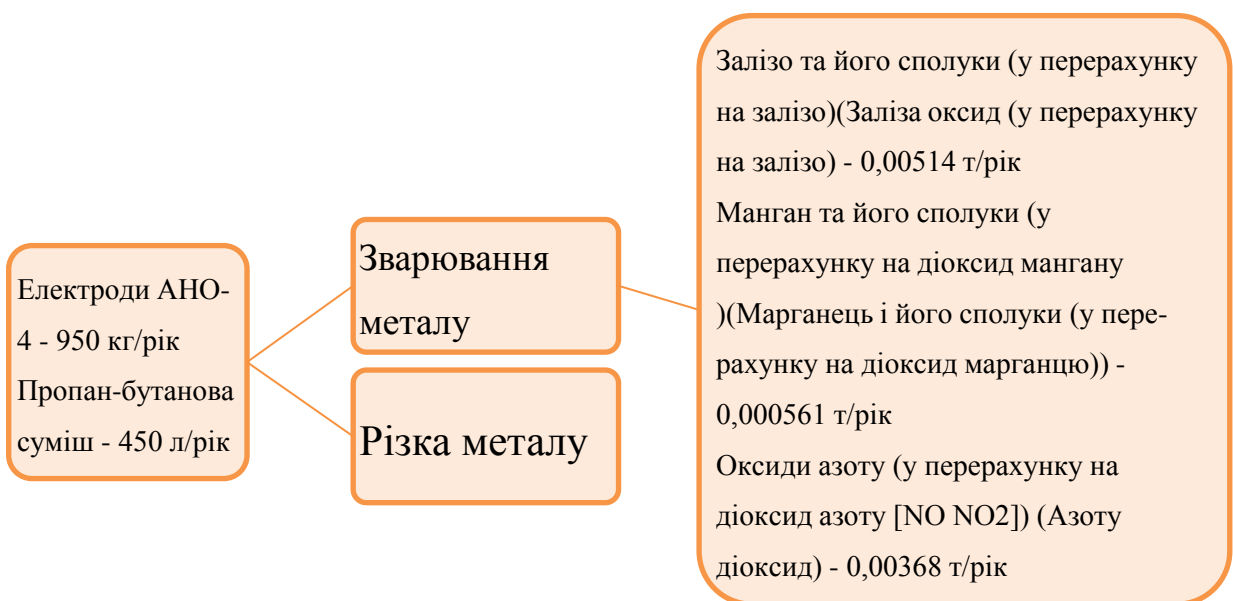 Електроди АНО-
4 - 950 кг/рік
Пропан-бутанова
суміш - 450 л/рік
Зварювання
металу
Різка металу
Залізо та його сполуки (у перерахунку
на залізо)(Заліза оксид (у перерахунку
на залізо) - 0,00514 т/рік
Манган та його сполуки (у
перерахунку на діоксид мангану
)(Марганець і його сполуки (у пере-
рахунку на діоксид марганцю)) -
0,000561 т/рік
Оксиди азоту (у перерахунку на
діоксид азоту [NO NO2]) (Азоту
діоксид) - 0,00368 т/рік